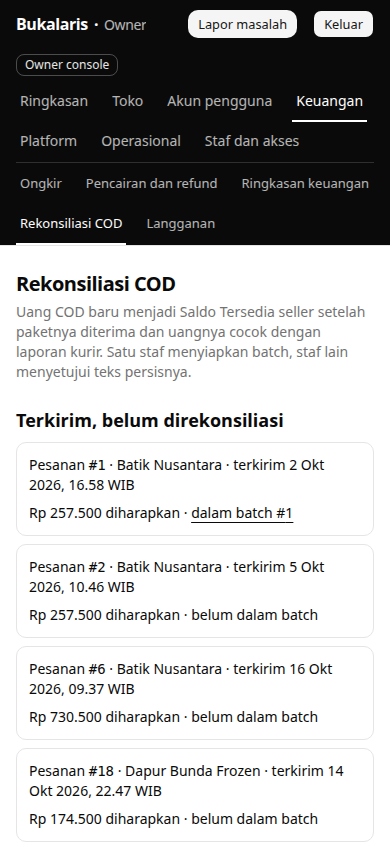 Bukalaris · Owner
Lapor masalah
Keluar
Owner console
Ringkasan Toko Akun pengguna Keuangan
Platform Operasional Staf dan akses
Ongkir Pencairan dan refund Ringkasan keuangan
Rekonsiliasi COD Langganan
Rekonsiliasi COD
Uang COD baru menjadi Saldo Tersedia seller setelah
paketnya diterima dan uangnya cocok dengan
laporan kurir. Satu staf menyiapkan batch, staf lain
menyetujui teks persisnya.
Terkirim, belum direkonsiliasi
Pesanan #1 · Batik Nusantara · terkirim 2 Okt
2026, 16.58 WIB
Rp 257.500 diharapkan · dalam batch #1
Pesanan #2 · Batik Nusantara · terkirim 5 Okt
2026, 10.46 WIB
Rp 257.500 diharapkan · belum dalam batch
Pesanan #6 · Batik Nusantara · terkirim 16 Okt
2026, 09.37 WIB
Rp 730.500 diharapkan · belum dalam batch
Pesanan #18 · Dapur Bunda Frozen · terkirim 14
Okt 2026, 22.47 WIB
Rp 174.500 diharapkan · belum dalam batch